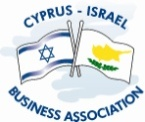 CYPRUS - ISRAEL
BUSINESS ASSOCIATION